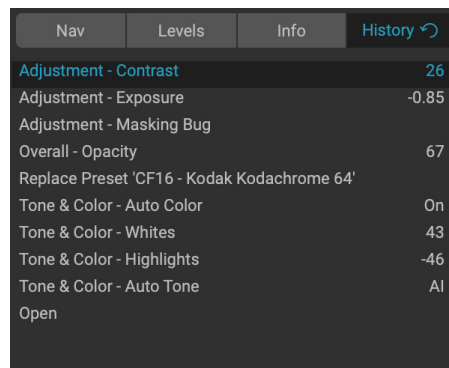 Nav Levels Info History
Adjustment - Contrast 26
Adjustment - Exposure -0.85
Adjustment - Masking Bug
Overall - Opacity 67
Replace Preset 'CF16 - Kodak Kodachrome 64'
Tone & Color - Auto Color On
Tone & Color - Whites 43
Tone & Color - Highlights -46
Tone & Color - Auto Tone AI
Open